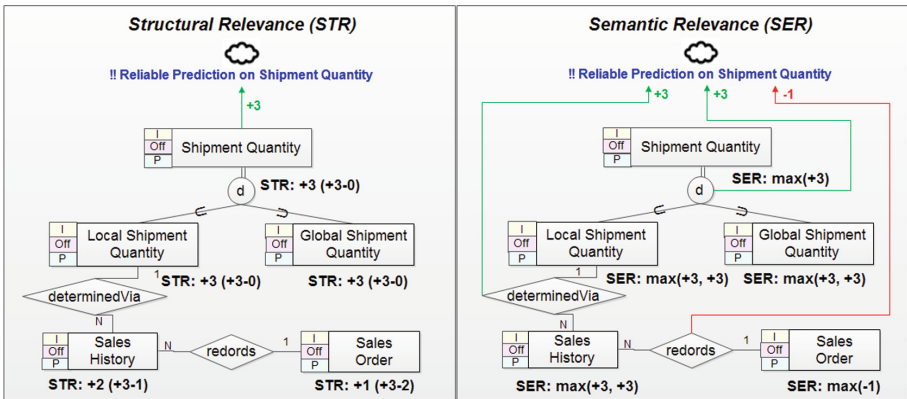 Structural Relevance (STR)
!! Reliable Prediction on Shipment Quantity
+3
I
Off
P
Shipment Quantity
STR: +3 (+3-0)
d
I
Off
P
Local Shipment
Quantity
I
Off
P
Global Shipment
Quantity
1
STR: +3 (+3-0)
STR: +3 (+3-0)
determinedVia
N
I
Off
P
Sales
History
N
redords
1
I
Off
P
Sales
Order
STR: +2 (+3-1)
STR: +1 (+3-2)
Semantic Relevance (SER)
!! Reliable Prediction on Shipment Quantity
+3
+3
-1
I
Off
P
Shipment Quantity
SER: max(+3)
d
I
Off
P
Local Shipment
Quantity
I
Off
P
Global Shipment
Quantity
1
SER: max(+3, +3)
SER: max(+3, +3)
determinedVia
N
I
Off
P
Sales
History
N
redords
1
I
Off
P
Sales
Order
SER: max(+3, +3)
SER: max(-1)